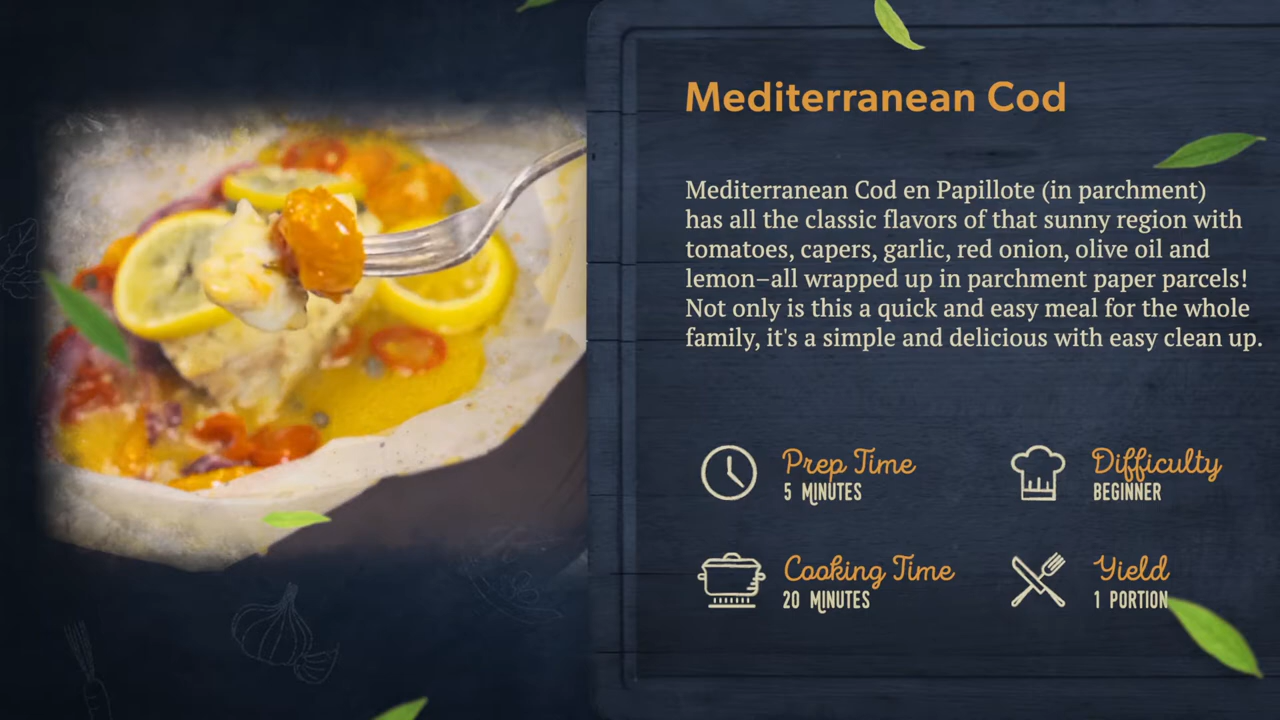 Mediterranean Cod
Mediterranean Cod en Papillote (in parchment)
has all the classic flavors of that sunny region with
tomatoes, capers, garlic, red onion, olive oil and
lemon–all wrapped up in parchment paper parcels!
Not only is this a quick and easy meal for the whole
family, it's a simple and delicious with easy clean up.
Prep Time
5 MINUTES
Difficulty
BEGINNER
Cooking Time
20 MINUTES
Yield
1 PORTION